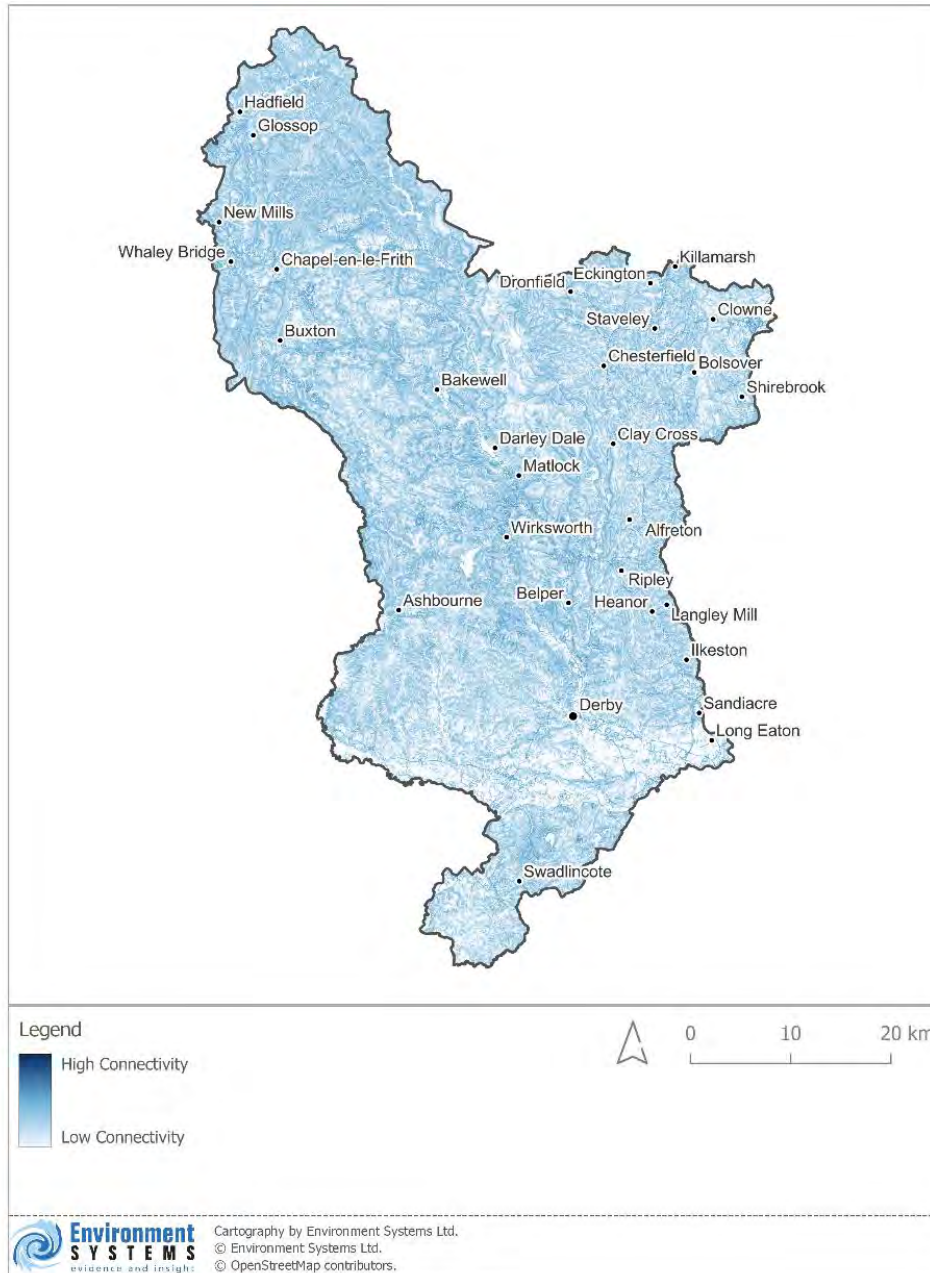 Hadfield
Glossop
New Mills
Whaley Bridge
Chapel-en-le-Frith
Killamarsh
Dronfield
Eckington
Clowne
Staveley
Buxton
Chesterfield
Bolsover
Bakewell
Shirebrook
Darley Dale
Clay Cross
Matlock
Wirksworth
Alfreton
Ripley
Ashbourne
Belper
Heanor
Langley Mill
Ilkeston
Derby
Sandiacre
Long Eaton
Swadlincote
Legend
High Connectivity
Low Connectivity
0 10 20 km
Environment
SYSTEMS
evidence and insight
Cartography by Environment Systems Ltd.
© Environment Systems Ltd.
© OpenStreetMap contributors.